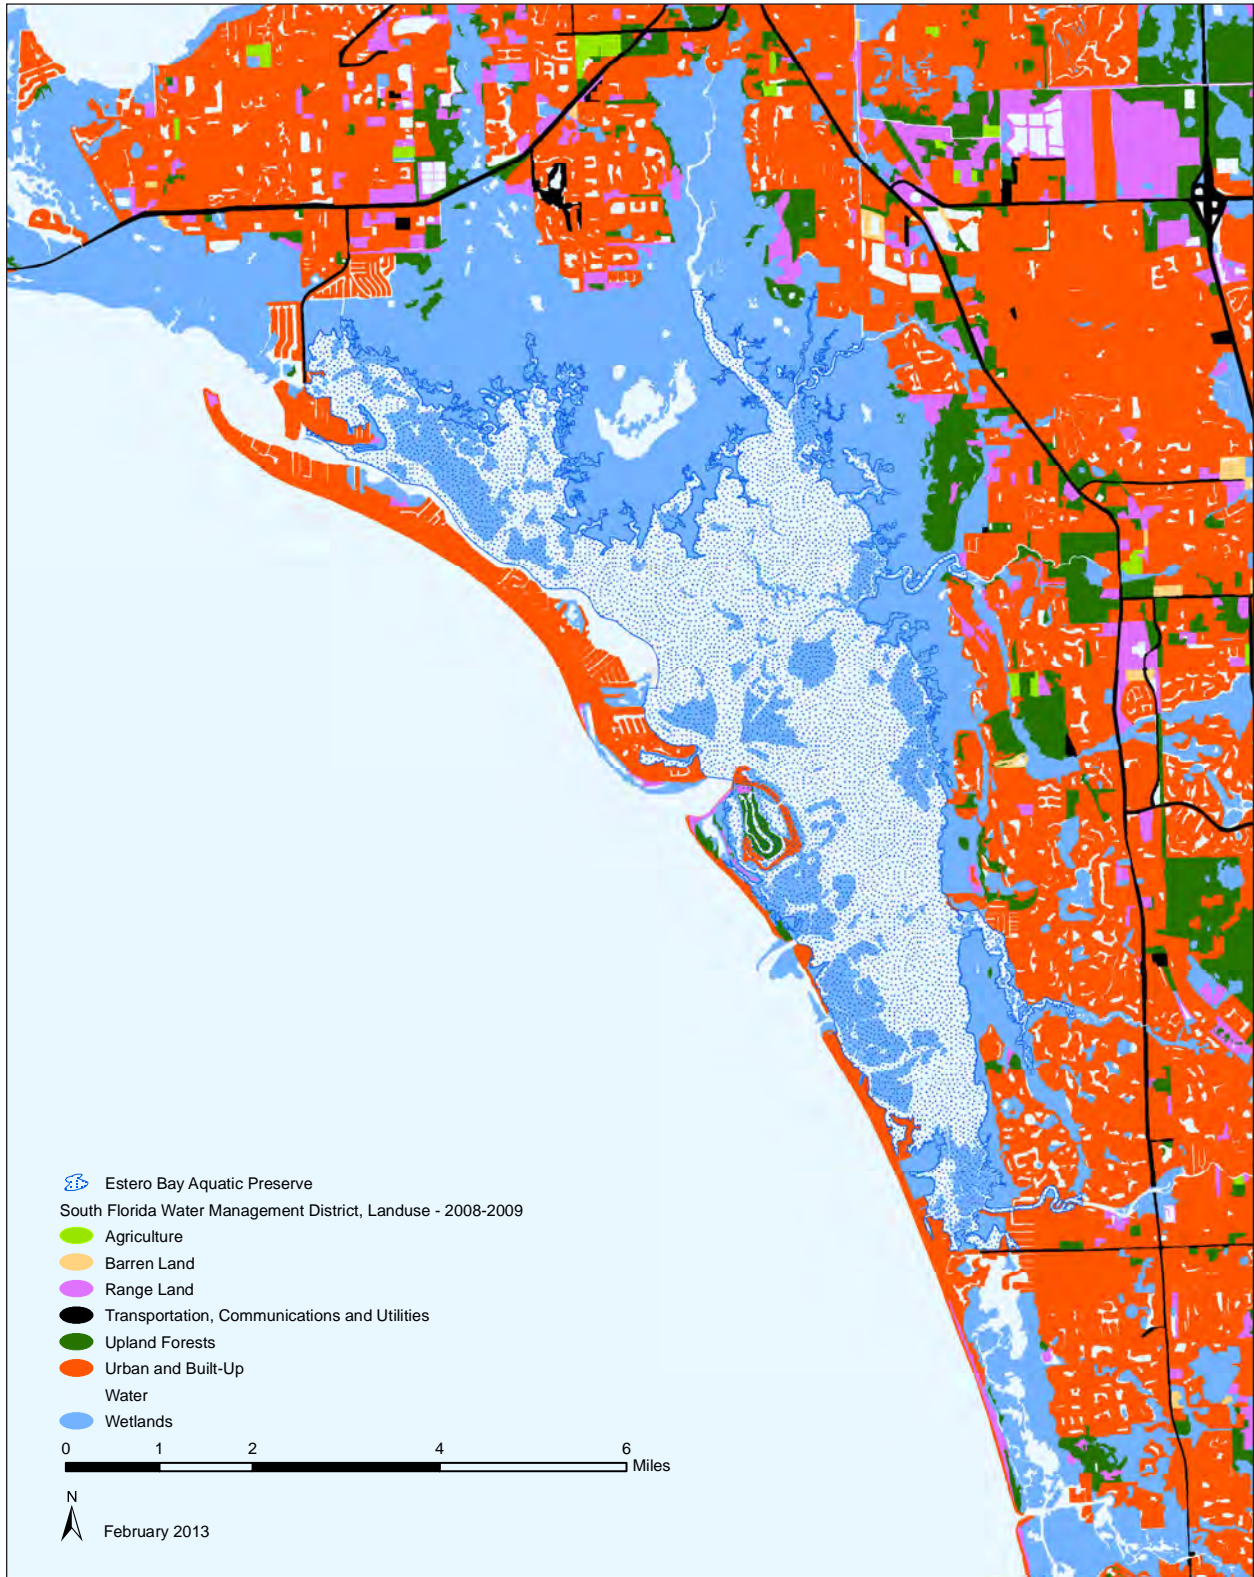 Estero Bay Aquatic Preserve
South Florida Water Management District, Landuse - 2008-2009
Agriculture
Barren Land
Range Land
Transportation, Communications and Utilities
Upland Forests
Urban and Built-Up
Water
Wetlands
0 1 2 4 6
Miles
N
February 2013